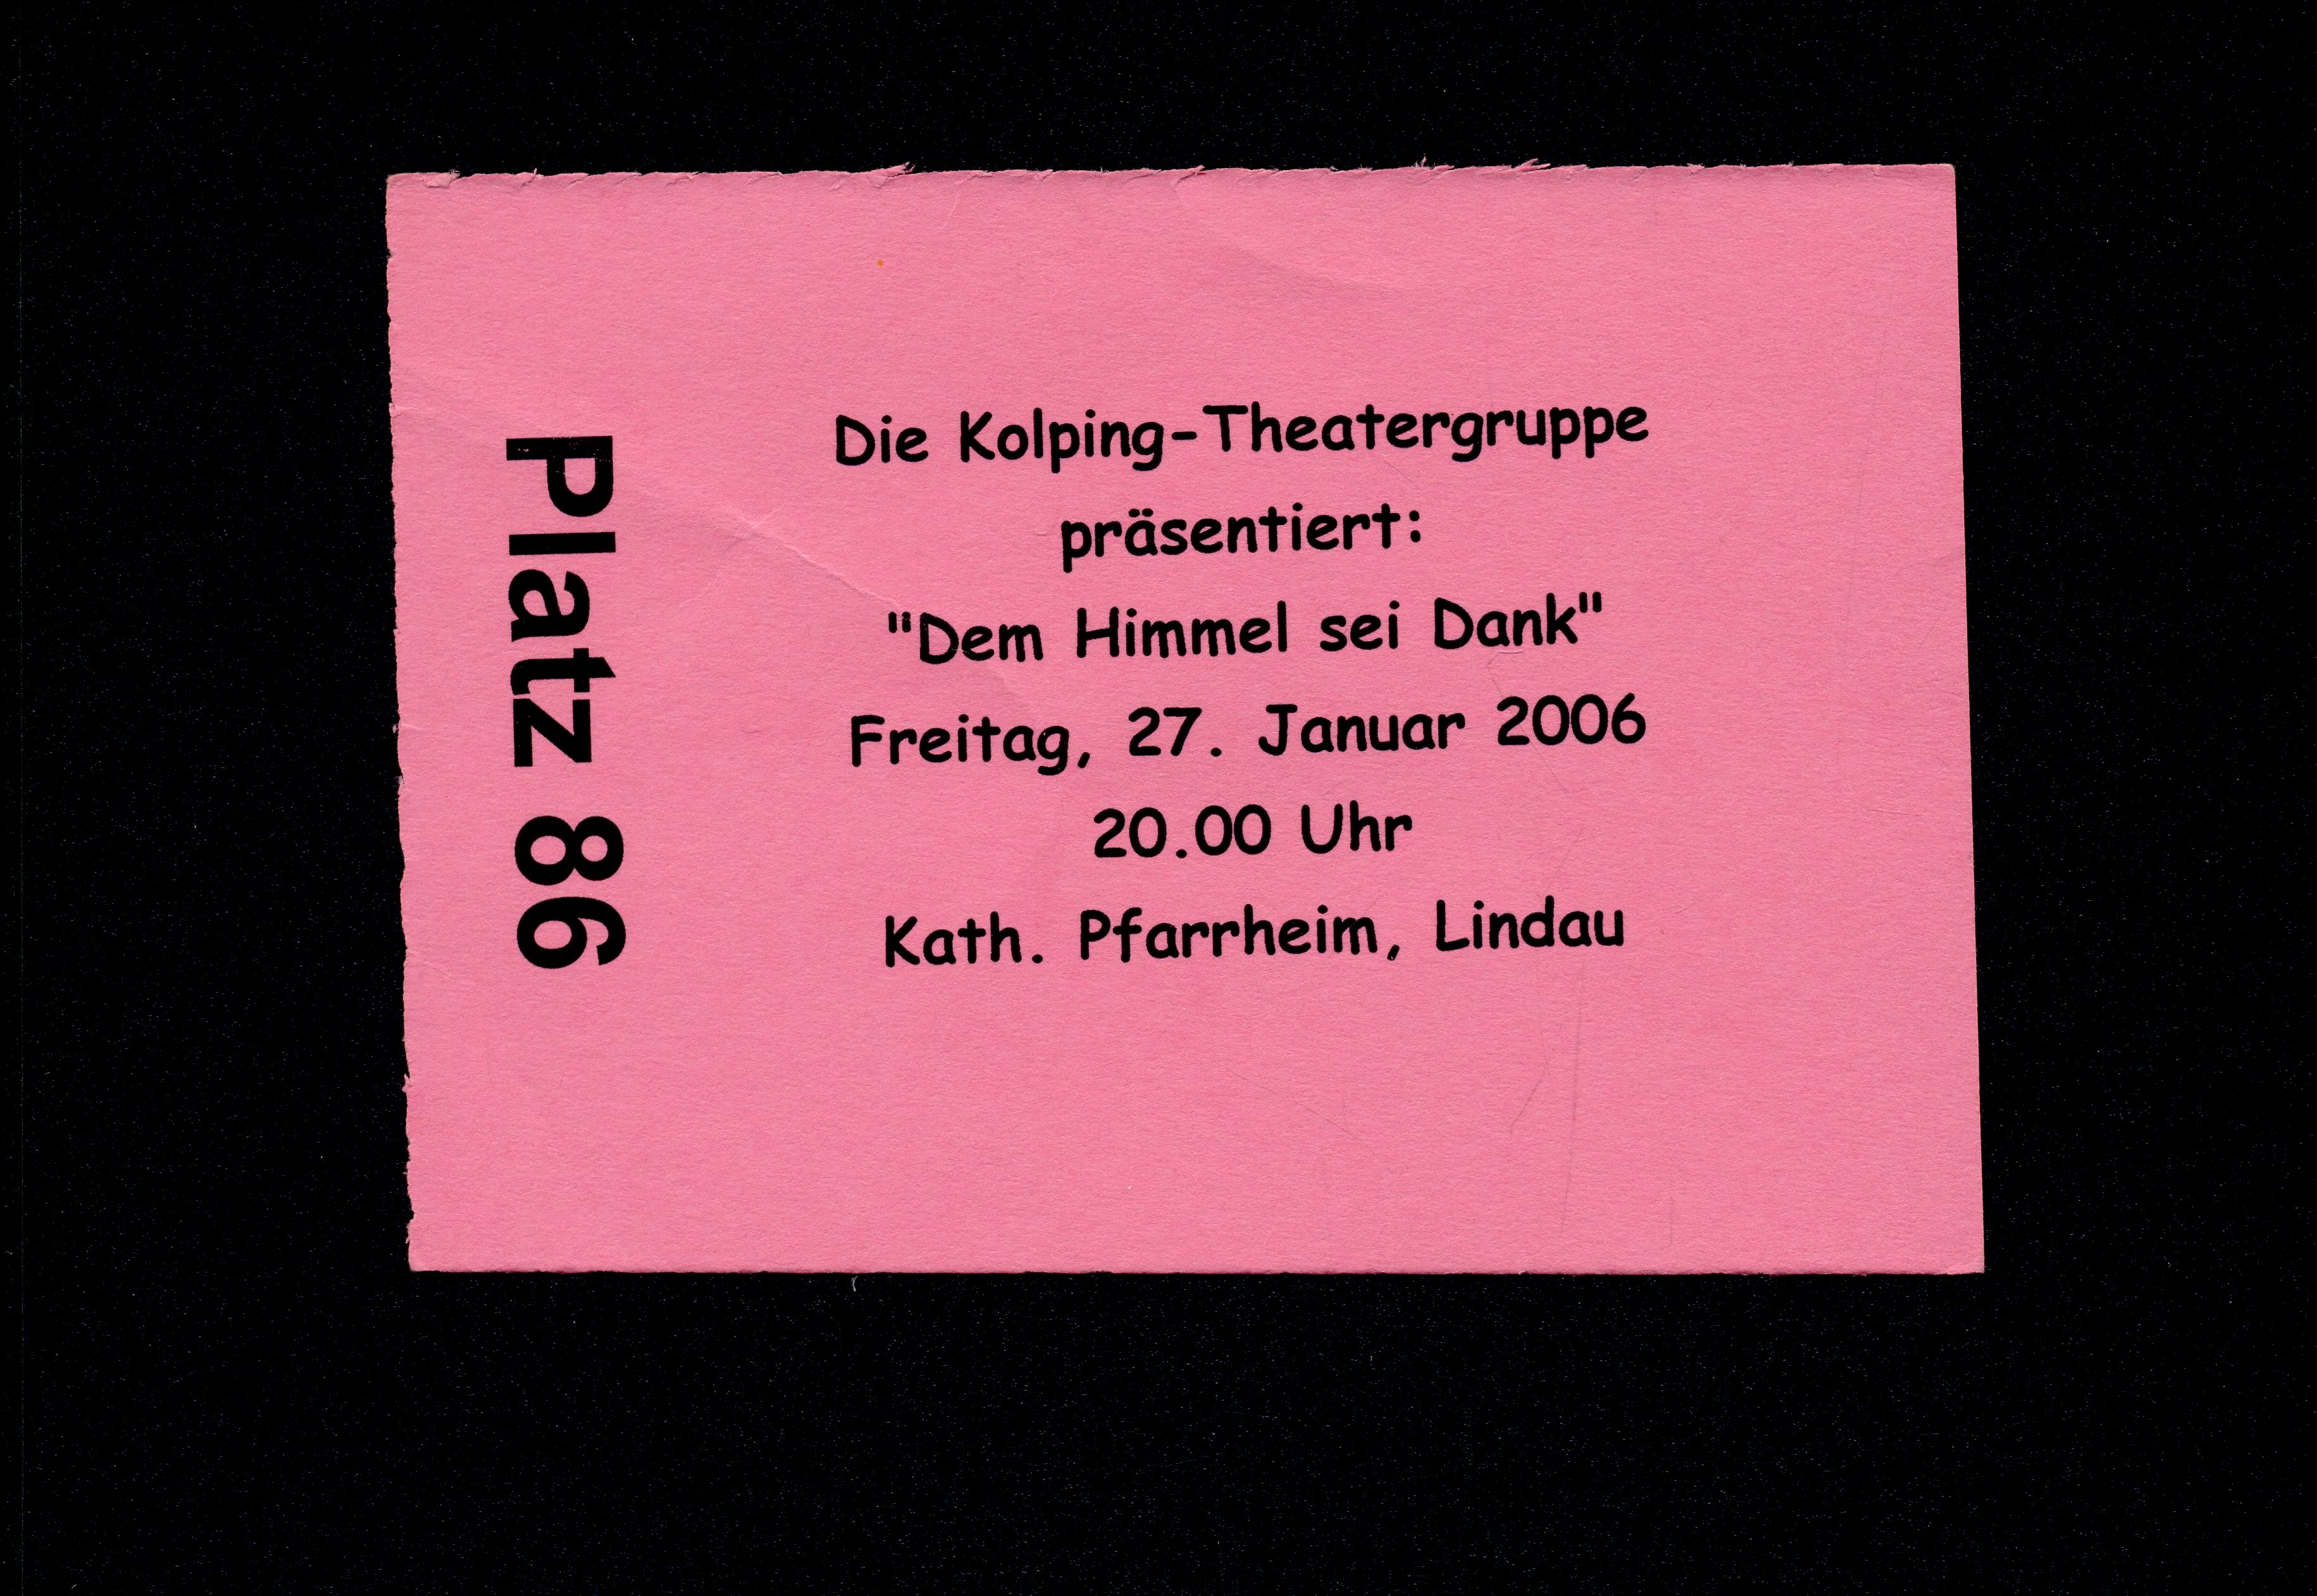 Platz 86
Die Kolping-Theatergruppe
präsentiert:
"Dem Himmel sei Dank"
Freitag, 27. Januar 2006
20.00 Uhr
Kath. Pfarrheim, Lindau